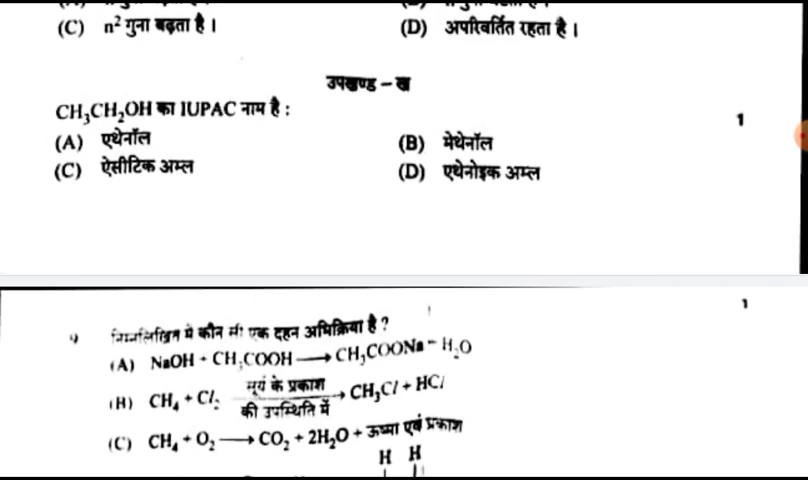 (C) n² गुना बढ़ता है। (D) अपरिवर्तित रहता है।
उपखण्ड – ख
CH₃CH₂OH का IUPAC नाम है : 1
(A) एथेनॉल (B) मेथेनॉल
(C) ऐसीटिक अम्ल (D) एथेनोइक अम्ल
1
निम्नलिखित में कौन सी एक दहन अभिक्रिया है ?
(A) NaOH + CH₃COOH ⟶ CH₃COONa – H₂O
(B) CH₄ + Cl₂ सूर्य के प्रकाश की उपस्थिति में → CH₃Cl + HCl
(C) CH₄ + O₂ ⟶ CO₂ + 2H₂O + ऊष्मा एवं प्रकाश
H H